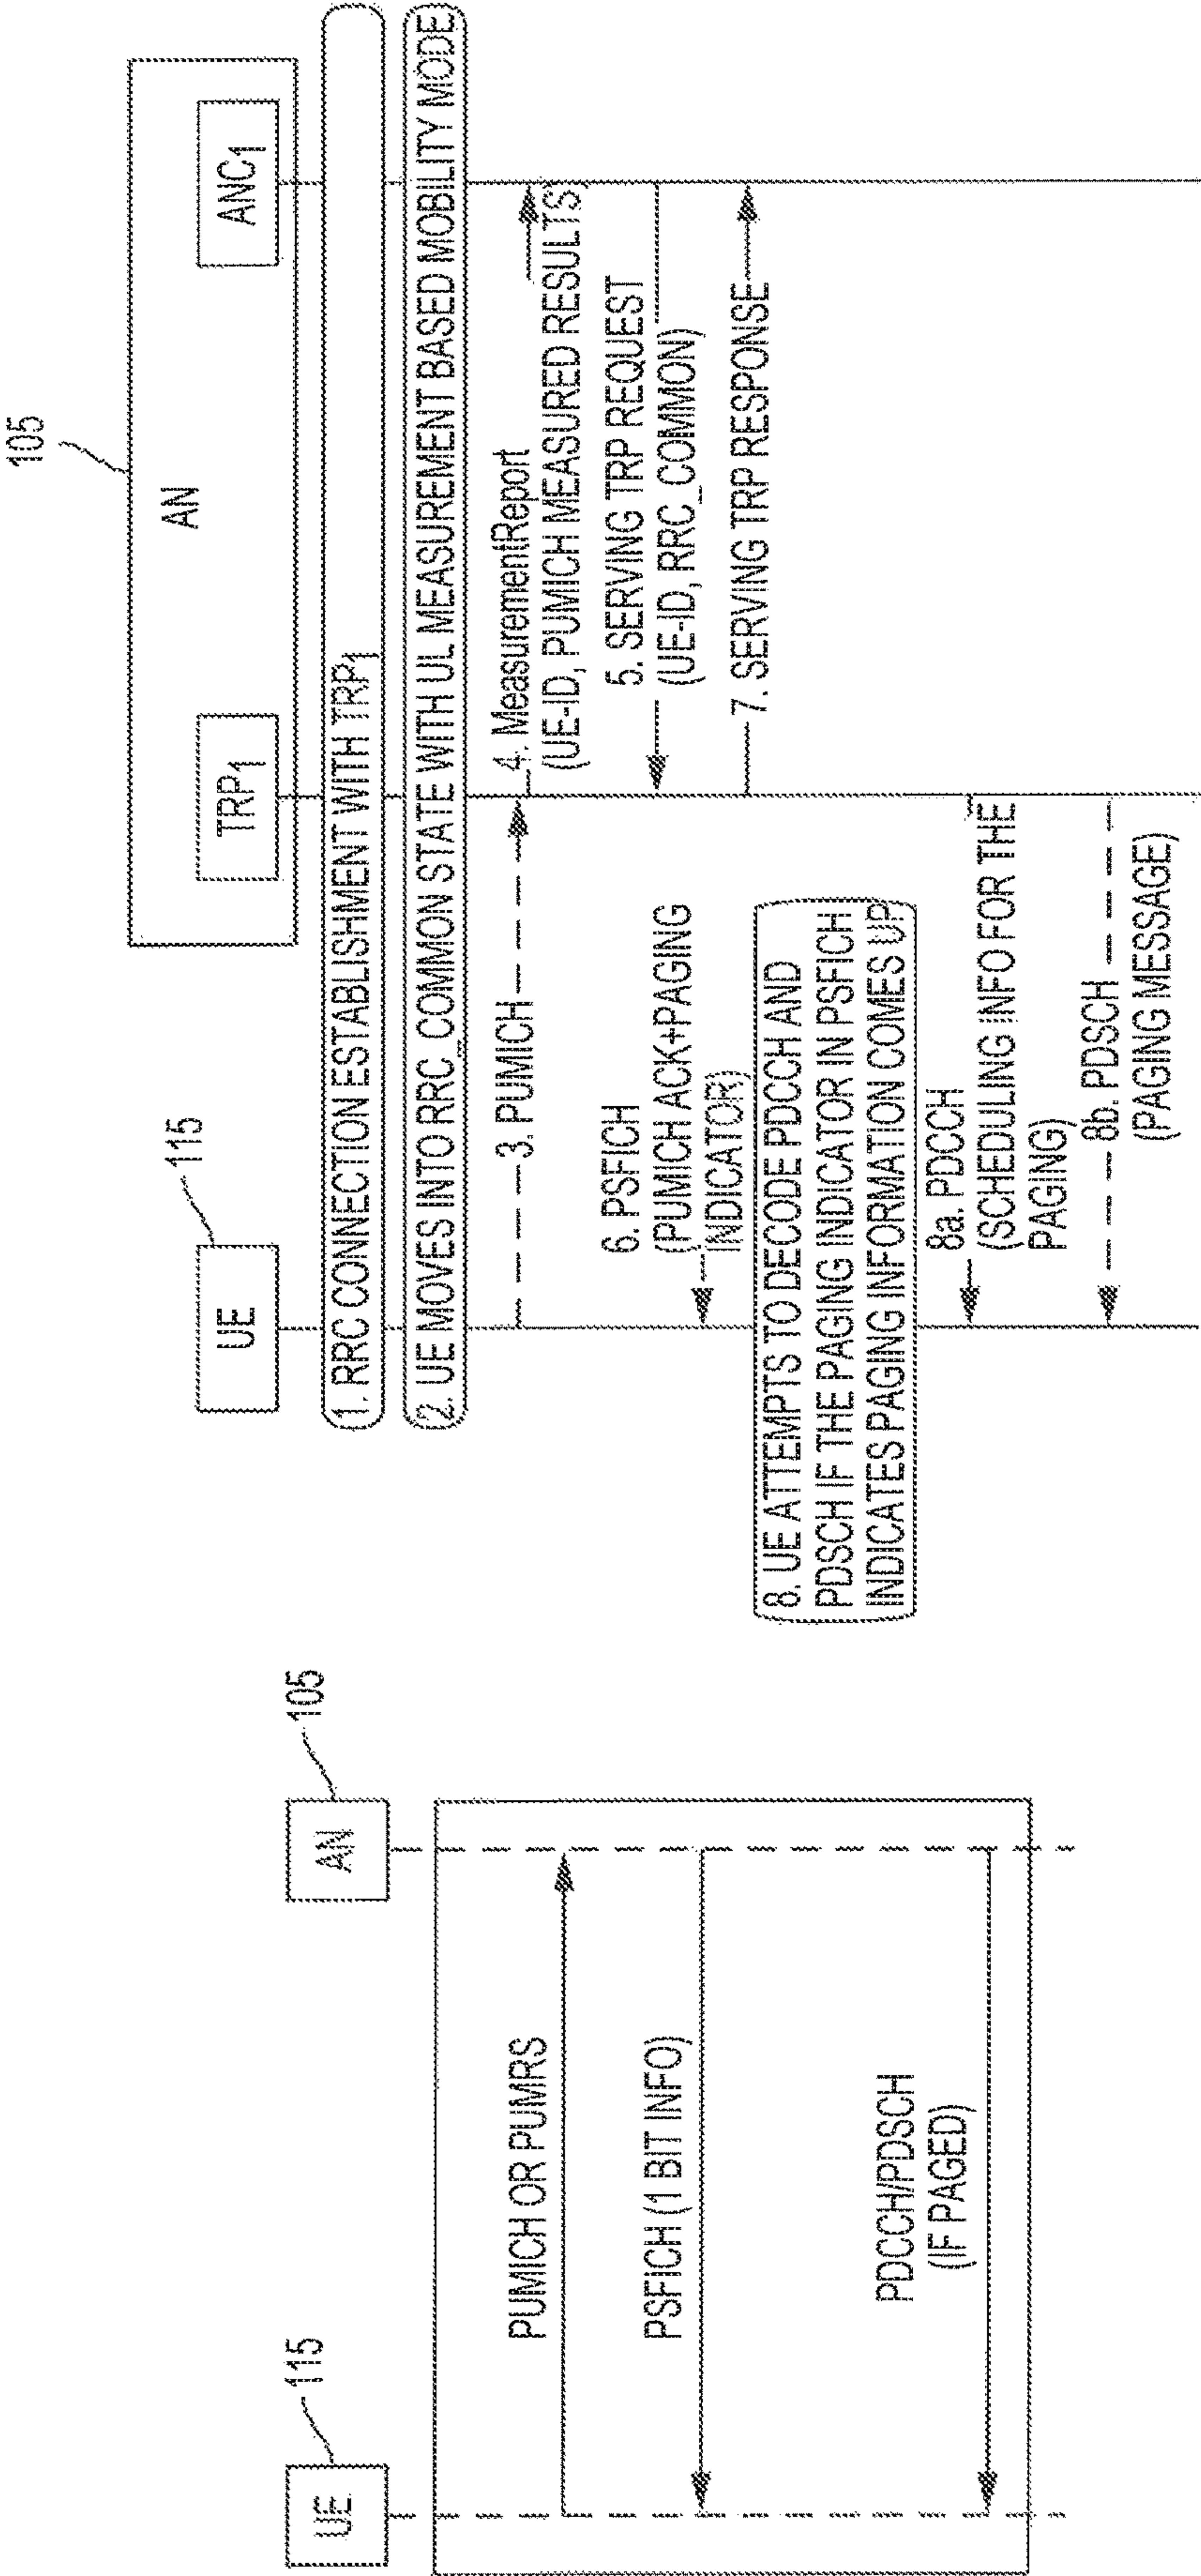 UE
115
AN
105
PUMICH OR PUMRS
PSFICH (1 BIT INFO)
PDCCH/PDSCH
(IF PAGED)
105
AN
115
UE
TRP1
ANC1
1. RRC CONNECTION ESTABLISHMENT WITH TRP1
2. UE MOVES INTO RRC_COMMON STATE WITH UL MEASUREMENT BASED MOBILITY MODE
3. PUMICH
4. MeasurementReport
(UE-ID, PUMICH MEASURED RESULTS)
5. SERVING TRP REQUEST
(UE-ID, RRC_COMMON)
6. PSFICH
(PUMICH ACK+PAGING
INDICATOR)
7. SERVING TRP RESPONSE
8. UE ATTEMPTS TO DECODE PDCCH AND
PDSCH IF THE PAGING INDICATOR IN PSFICH
INDICATES PAGING INFORMATION COMES UP
8a. PDCCH
(SCHEDULING INFO FOR THE
PAGING)
8b. PDSCH
(PAGING MESSAGE)